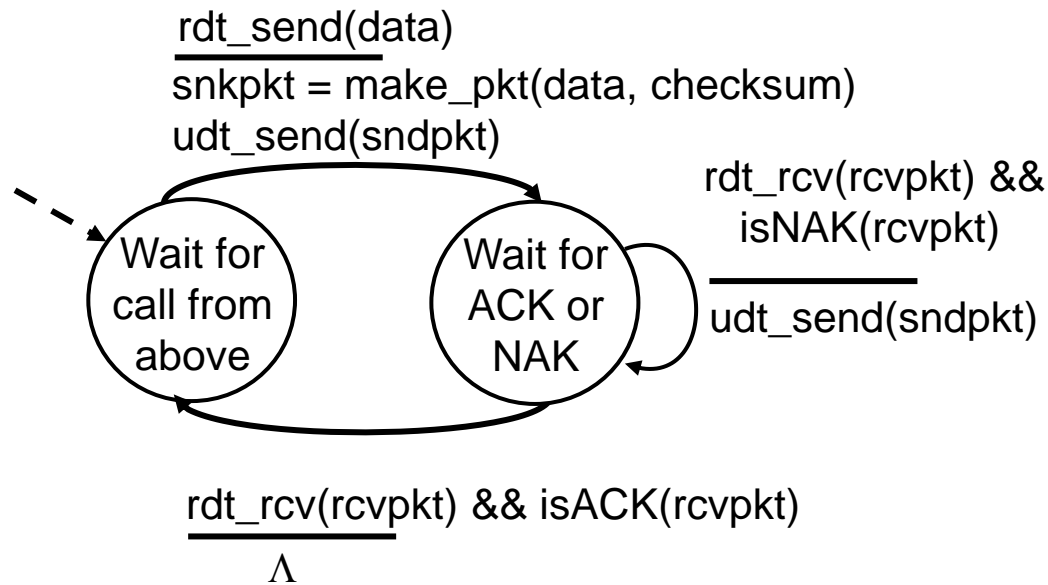 rdt_send(data)
snkpkt = make_pkt(data, checksum)
udt_send(sndpkt)
rdt_rcv(rcvpkt) &&
isNAK(rcvpkt)
udt_send(sndpkt)
Wait for
call from
above
Wait for
ACK or
NAK
rdt_rcv(rcvpkt) && isACK(rcvpkt)
Λ